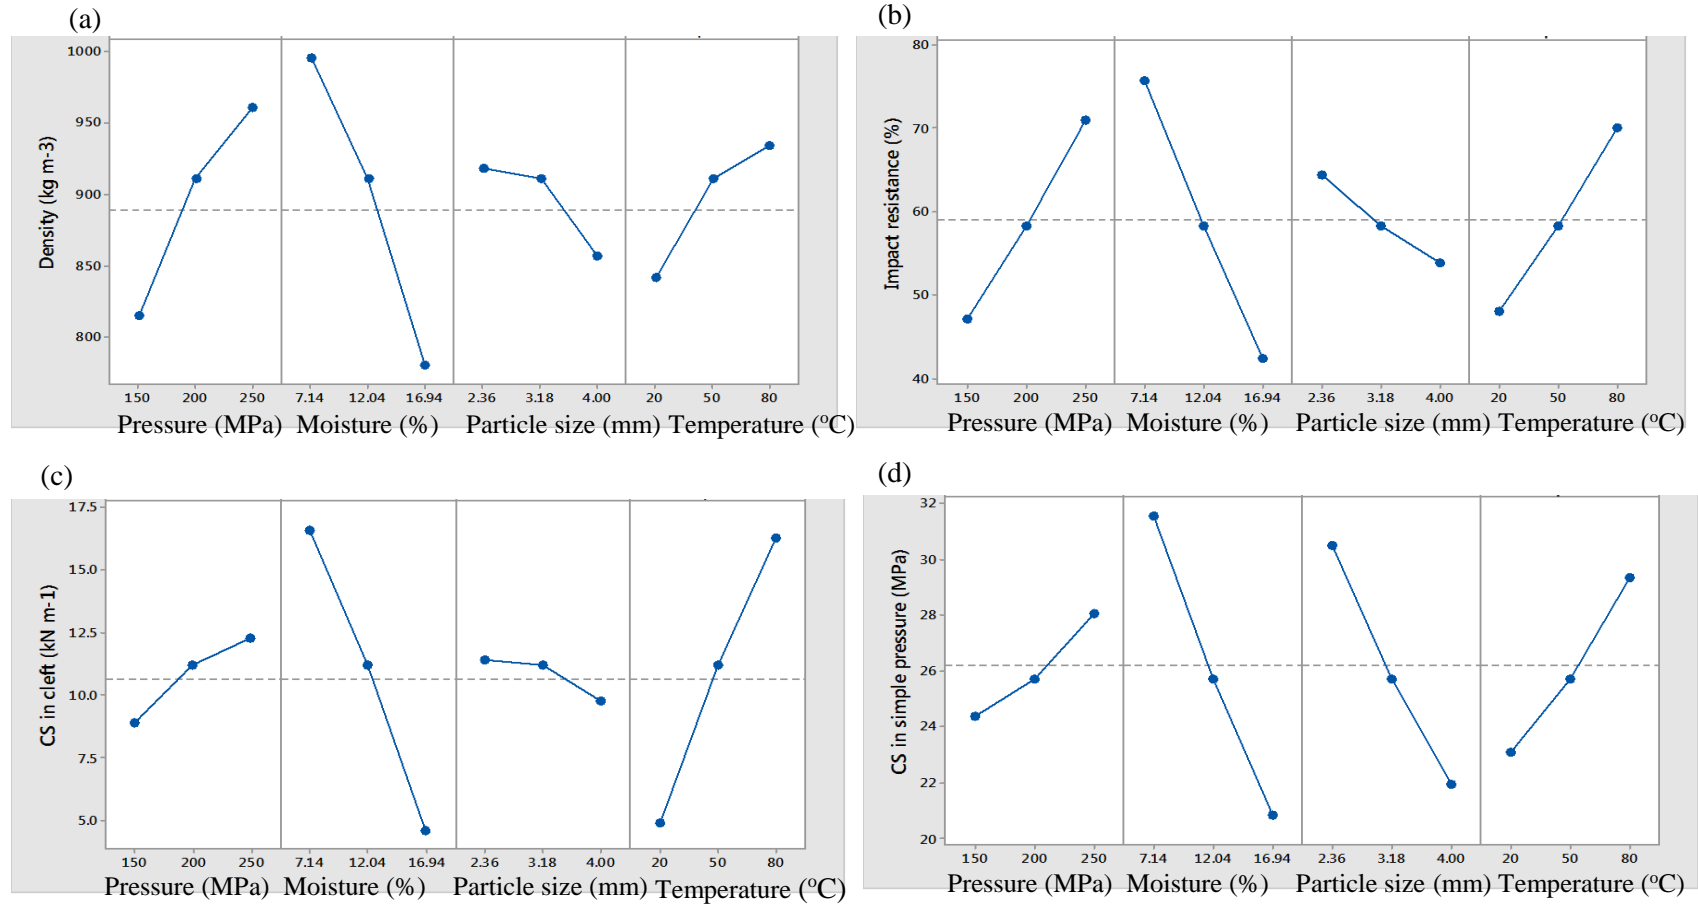 (a)
Density (kg m-3)
1000
950
900
850
800
150 200 250 7.14 12.04 16.94 2.36 3.18 4.00 20 50 80
Pressure (MPa) Moisture (%) Particle size (mm) Temperature (°C)
(b)
Impact resistance (%)
80
70
60
50
40
150 200 250 7.14 12.04 16.94 2.36 3.18 4.00 20 50 80
Pressure (MPa) Moisture (%) Particle size (mm) Temperature (°C)
(c)
CS in cleft (kN m-1)
17.5
15.0
12.5
10.0
7.5
5.0
150 200 250 7.14 12.04 16.94 2.36 3.18 4.00 20 50 80
Pressure (MPa) Moisture (%) Particle size (mm) Temperature (°C)
(d)
CS in simple pressure (MPa)
32
30
28
26
24
22
20
150 200 250 7.14 12.04 16.94 2.36 3.18 4.00 20 50 80
Pressure (MPa) Moisture (%) Particle size (mm) Temperature (°C)